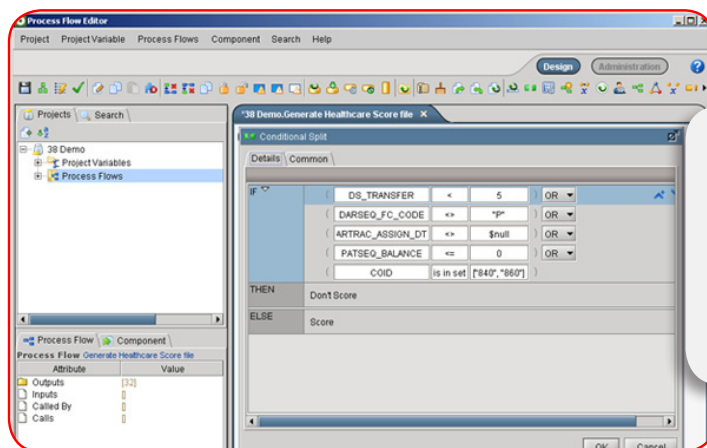 Process Flow Editor
Project Project Variable Process Flows Component Search Help
Design Administration ?
Projects Search
38 Demo
Project Variables
Process Flows
*38 Demo.Generate Healthcare Score file X
Conditional Split
Details Common
IF ( DS_TRANSFER < 5 ) OR
( DARSEQ_FC_CODE <> "P" ) OR
( ARTRAC_ASSIGN_DT <> $null ) OR
( PATSEQ_BALANCE <= 0 ) OR
( COID is in set ["840", "860"] )
THEN Don't Score
ELSE Score
Process Flow Component
Process Flow Generate Healthcare Score file
Attribute Value
Outputs [32]
Inputs []
Called By []
Calls []
OK Cancel